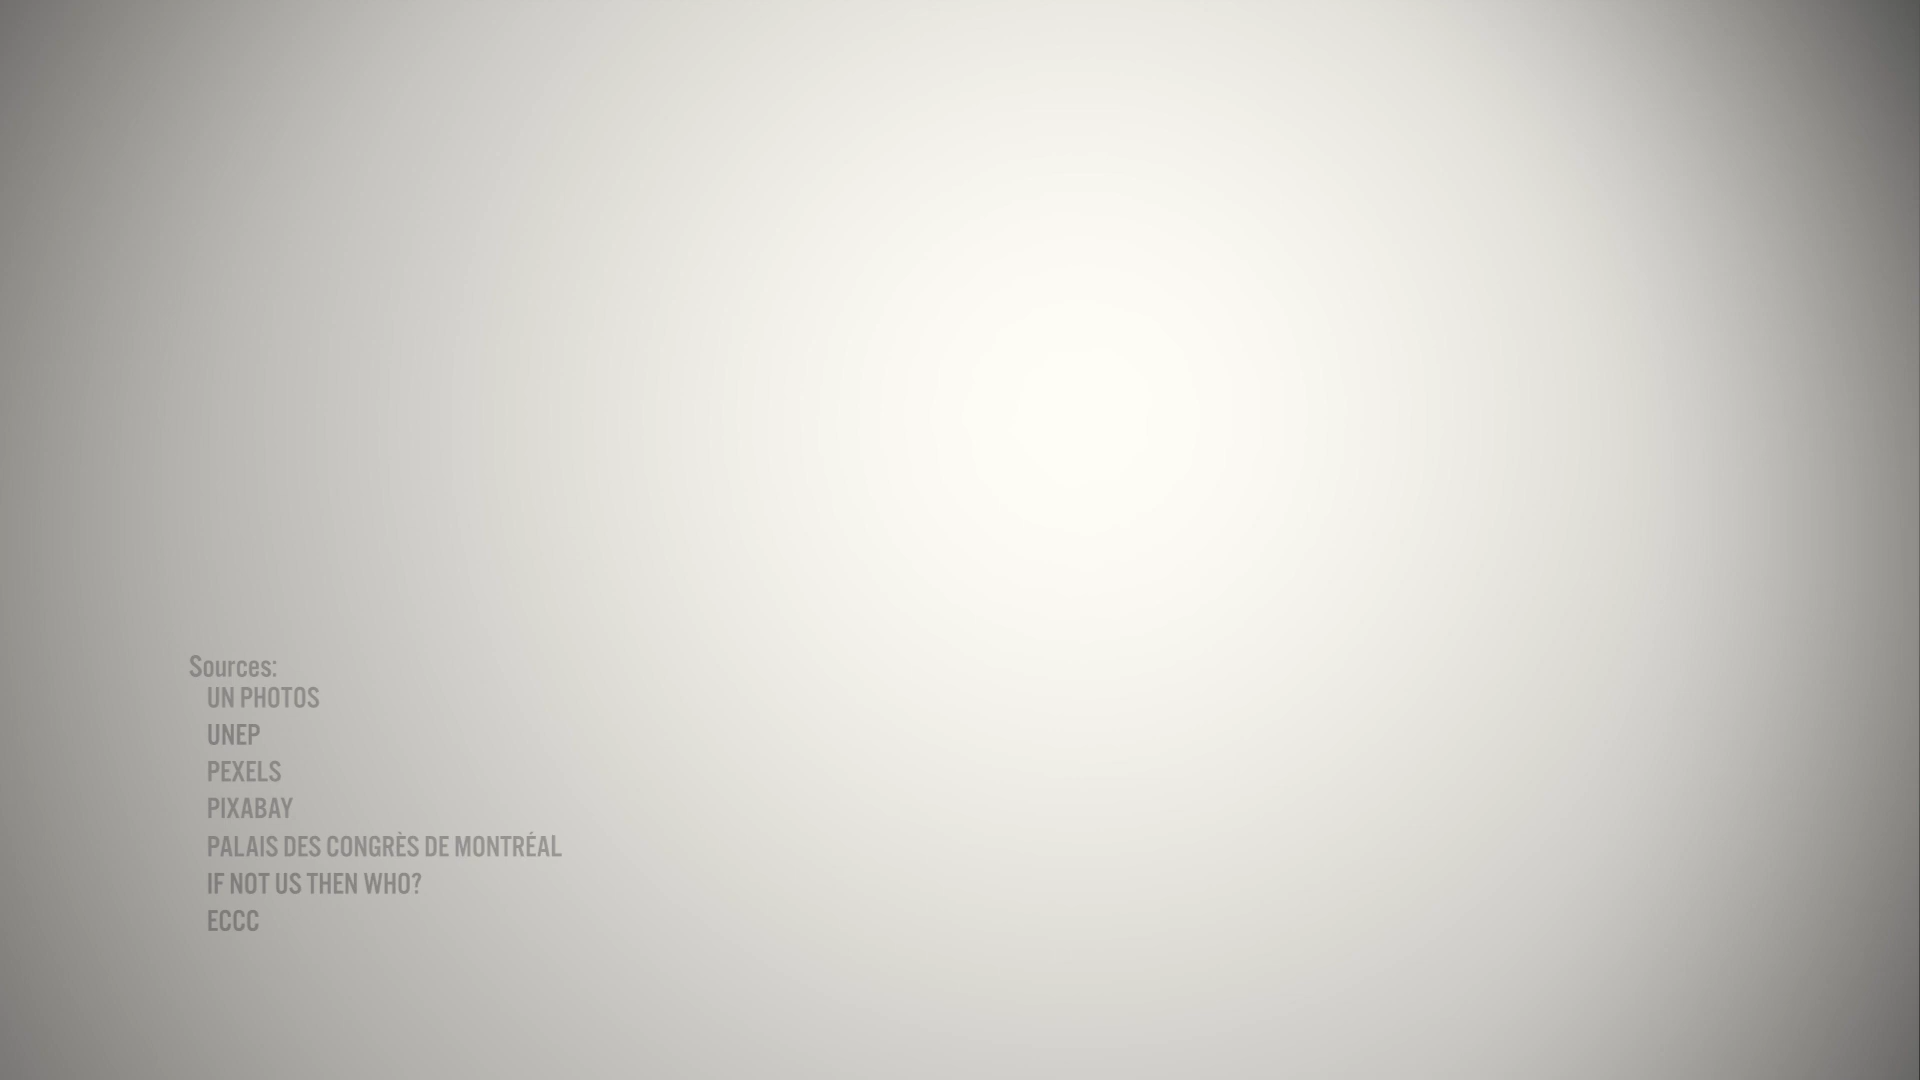 Sources:
UN PHOTOS
UNEP
PEXELS
PIXABAY
PALAIS DES CONGRÈS DE MONTRÉAL
IF NOT US THEN WHO?
ECCC